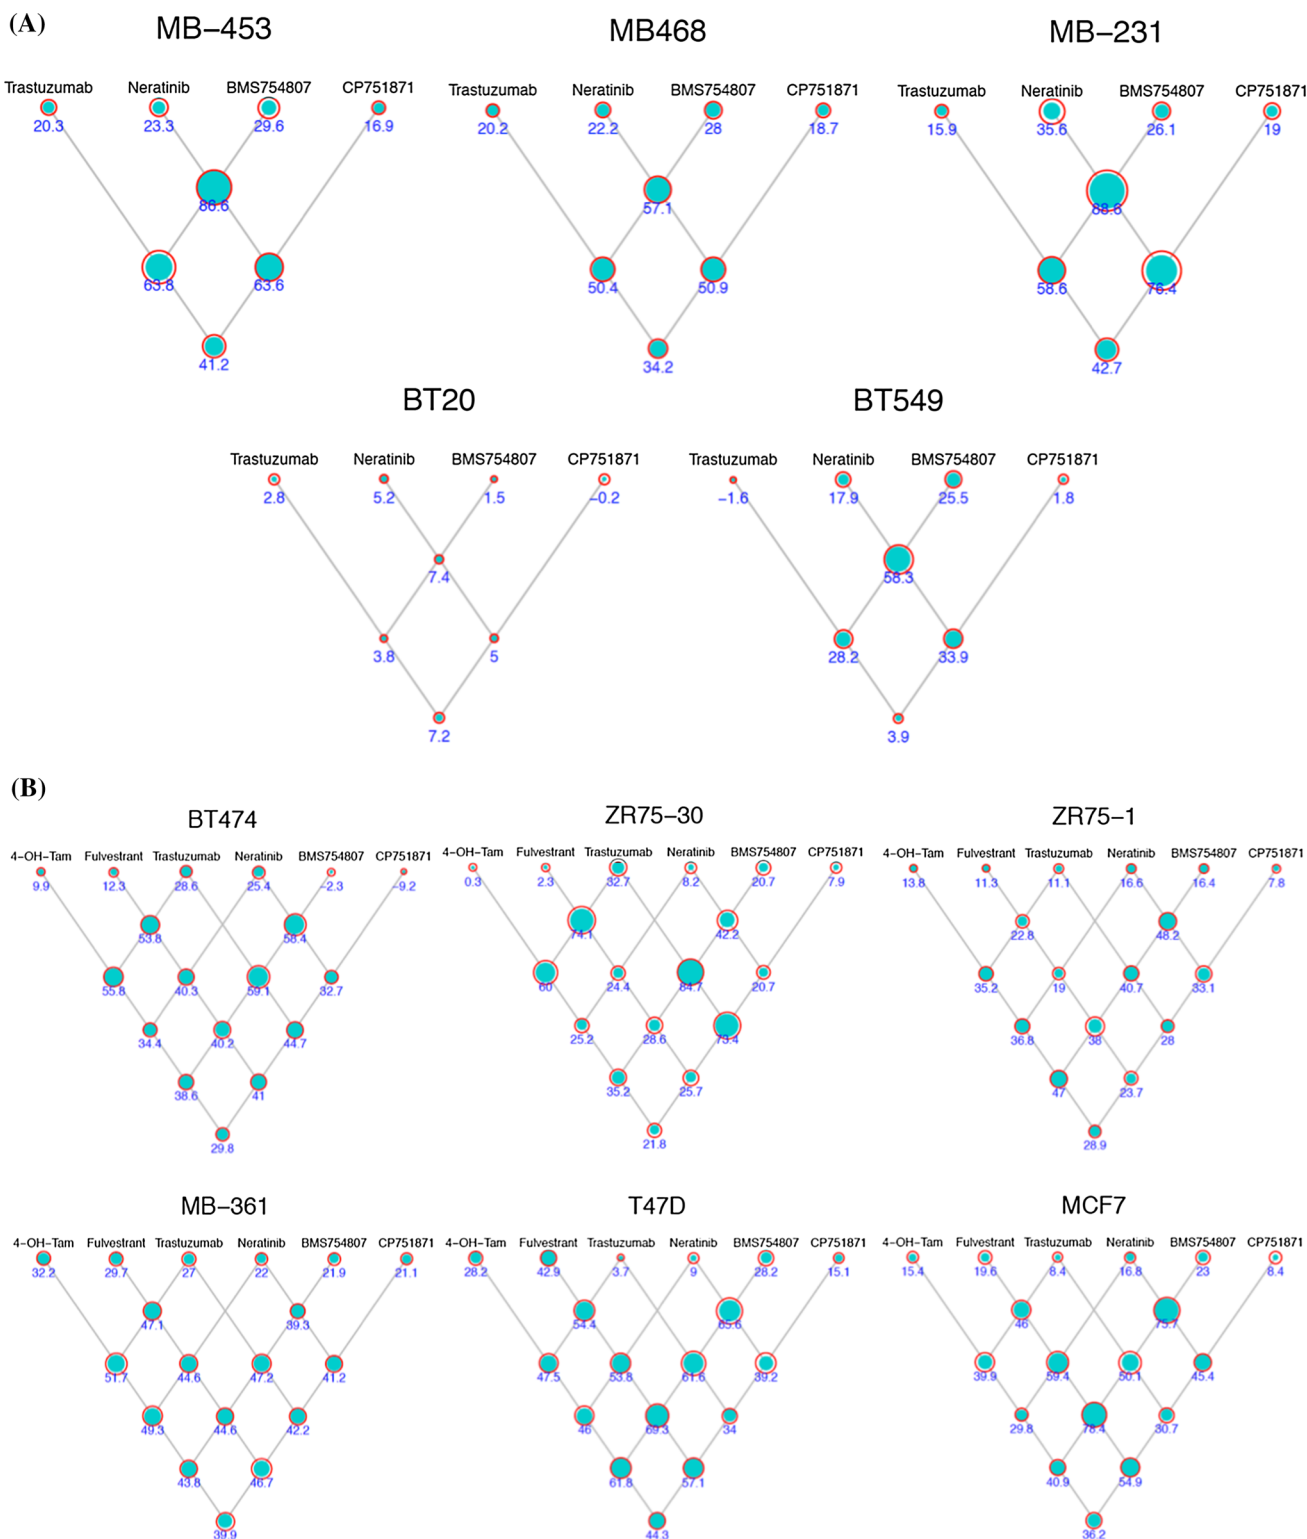 (A)
MB−453 MB468 MB−231
Trastuzumab Neratinib BMS754807 CP751871 Trastuzumab Neratinib BMS754807 CP751871 Trastuzumab Neratinib BMS754807 CP751871
20.3 23.3 29.6 16.9 20.2 22.2 28 18.7 15.9 35.6 26.1 19
86.6 57.1 88.6
63.8 63.6 50.4 50.9 58.6 76.4
41.2 34.2 42.7
BT20 BT549
Trastuzumab Neratinib BMS754807 CP751871 Trastuzumab Neratinib BMS754807 CP751871
2.8 5.2 1.5 −0.2 −1.6 17.9 25.5 1.8
7.4 58.3
3.8 5 28.2 33.9
7.2 3.9
(B)
BT474 ZR75−30 ZR75−1
4−OH−Tam Fulvestrant Trastuzumab Neratinib BMS754807 CP751871 4−OH−Tam Fulvestrant Trastuzumab Neratinib BMS754807 CP751871 4−OH−Tam Fulvestrant Trastuzumab Neratinib BMS754807 CP751871
9.9 12.3 28.6 25.4 −2.3 −9.2 0.3 2.3 32.7 8.2 20.7 7.9 13.8 11.3 11.1 16.6 16.4 7.8
53.8 58.4 74.1 42.2 22.8 48.2
55.8 40.3 59.1 32.7 60 24.4 84.7 20.7 35.2 19 40.7 33.1
34.4 40.2 44.7 25.2 28.6 73.4 36.8 38 28
38.6 41 35.2 25.7 47 23.7
29.8 21.8 28.9
MB−361 T47D MCF7
4−OH−Tam Fulvestrant Trastuzumab Neratinib BMS754807 CP751871 4−OH−Tam Fulvestrant Trastuzumab Neratinib BMS754807 CP751871 4−OH−Tam Fulvestrant Trastuzumab Neratinib BMS754807 CP751871
32.2 29.7 27 22 21.9 21.1 28.2 42.9 3.7 9 28.2 15.1 15.4 19.6 8.4 16.8 23 8.4
47.1 39.3 54.4 65.6 46 75.7
51.7 44.6 47.2 41.2 47.5 53.8 61.6 39.2 39.9 59.4 50.1 45.4
49.3 44.6 42.2 46 69.3 34 29.8 78.4 30.7
43.8 46.7 61.8 57.1 40.9 54.9
39.9 44.3 36.2